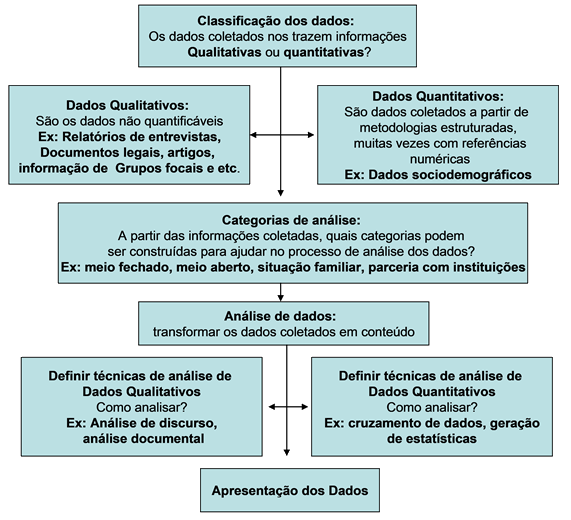 Classificação dos dados:
Os dados coletados nos trazem informações
Qualitativas ou quantitativas?
Dados Qualitativos:
São os dados não quantificáveis
Ex: Relatórios de entrevistas,
Documentos legais, artigos,
informação de Grupos focais e etc.
Dados Quantitativos:
São dados coletados a partir de
metodologias estruturadas,
muitas vezes com referências
numéricas
Ex: Dados sociodemográficos
Categorias de análise:
A partir das informações coletadas, quais categorias podem
ser construídas para ajudar no processo de análise dos dados?
Ex: meio fechado, meio aberto, situação familiar, parceria com instituições
Análise de dados:
transformar os dados coletados em conteúdo
Definir técnicas de análise de
Dados Qualitativos
Como analisar?
Ex: Análise de discurso,
análise documental
Definir técnicas de análise de
Dados Quantitativos
Como analisar?
Ex: cruzamento de dados, geração
de estatísticas
Apresentação dos Dados